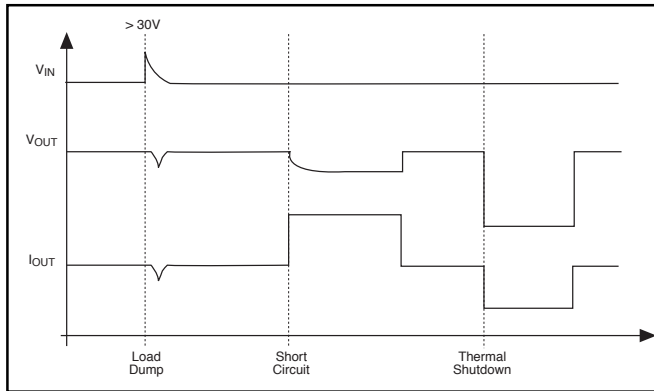 > 30V
VIN
VOUT
IOUT
Load
Dump
Short
Circuit
Thermal
Shutdown